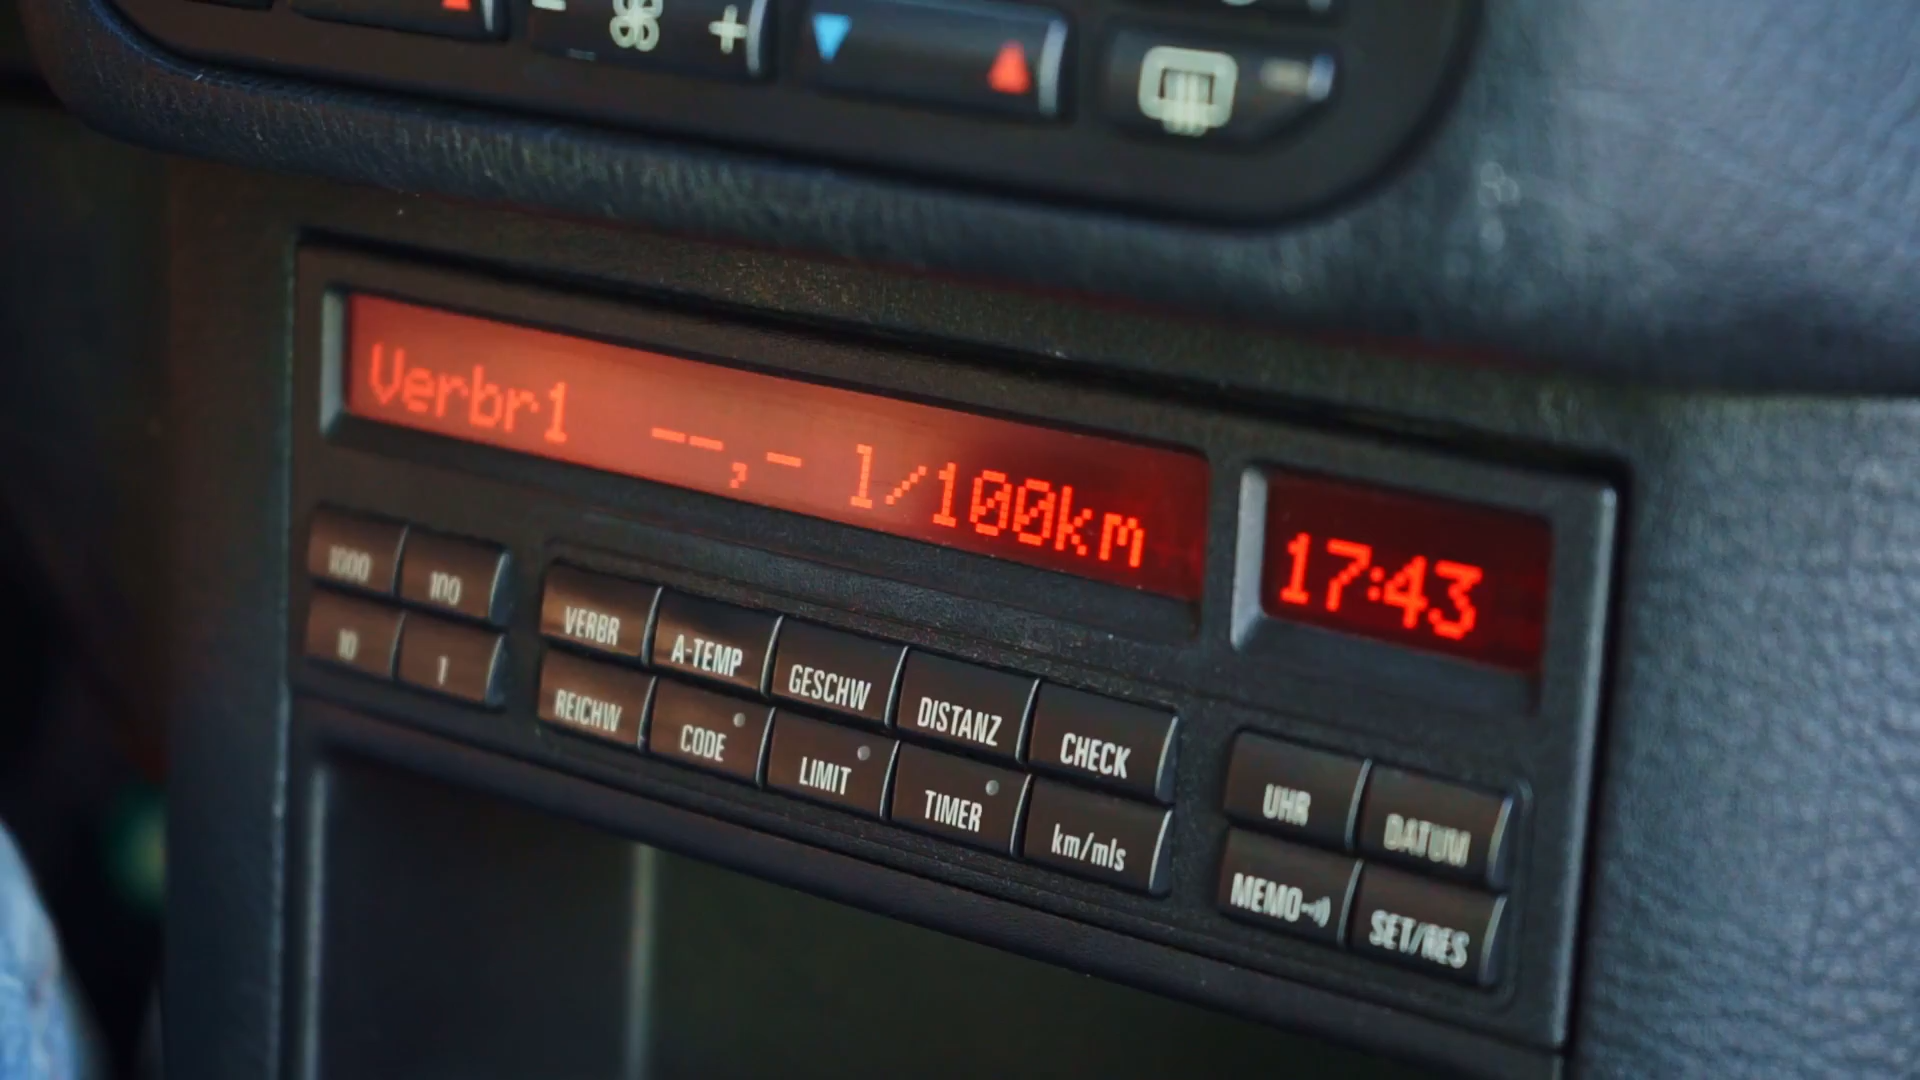 Verbr1 --,- l/100km
17:43
1000 100
10 1
VERBR A-TEMP GESCHW DISTANZ CHECK
REICHW CODE LIMIT TIMER km/mls
UHR DATUM
MEMO SET/RES